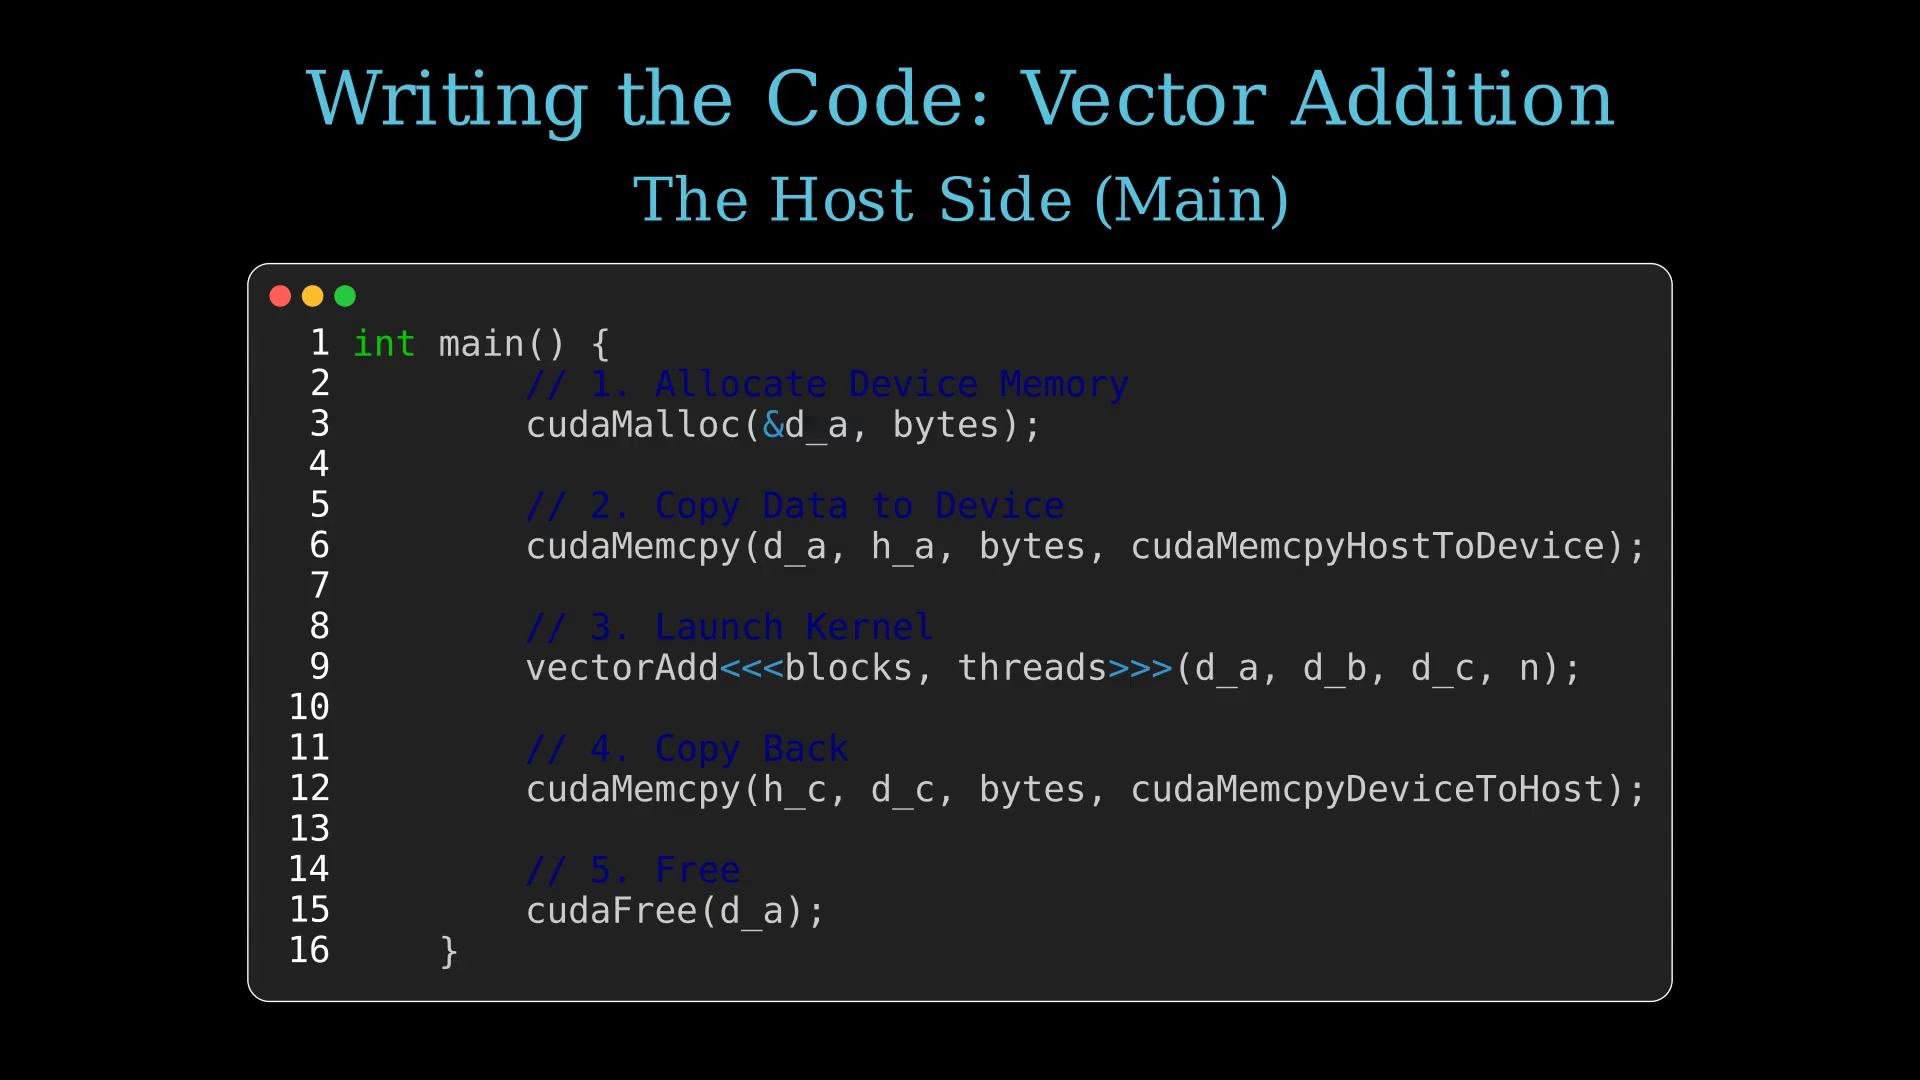 Writing the Code: Vector Addition
The Host Side (Main)
1 int main() {
2 // 1. Allocate Device Memory
3 cudaMalloc(&d_a, bytes);
4
5 // 2. Copy Data to Device
6 cudaMemcpy(d_a, h_a, bytes, cudaMemcpyHostToDevice);
7
8 // 3. Launch Kernel
9 vectorAdd<<<blocks, threads>>>(d_a, d_b, d_c, n);
10
11 // 4. Copy Back
12 cudaMemcpy(h_c, d_c, bytes, cudaMemcpyDeviceToHost);
13
14 // 5. Free
15 cudaFree(d_a);
16 }